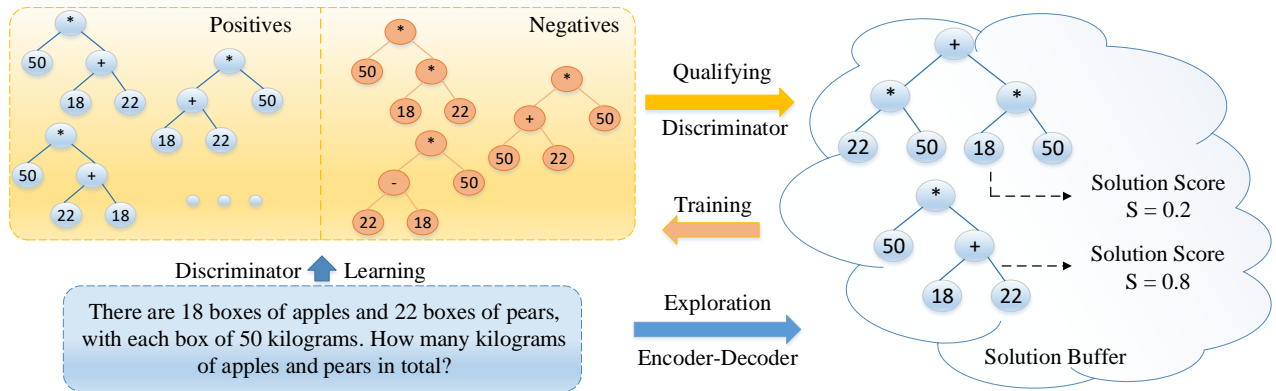 Positives
*
50
+
18
22
*
+
50
18
22
*
50
+
22
18
Negatives
*
50
*
18
22
*
+
50
50
22
*
-
50
22
18
Qualifying
Discriminator
Training
Exploration
Encoder-Decoder
Discriminator Learning
There are 18 boxes of apples and 22 boxes of pears,
with each box of 50 kilograms. How many kilograms
of apples and pears in total?
+
*
*
22
50
18
50
Solution Score
S = 0.2
*
50
+
18
22
Solution Score
S = 0.8
Solution Buffer